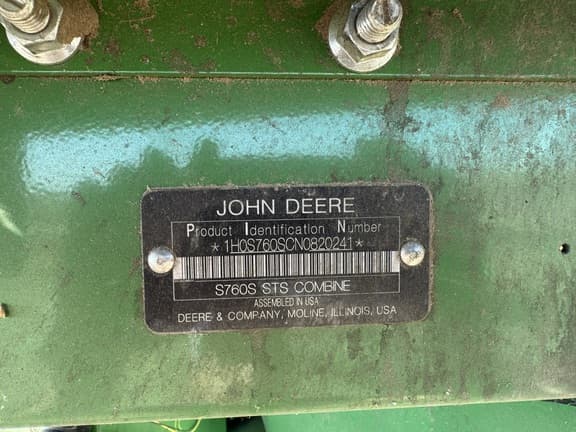 JOHN DEERE
Product Identification Number
*1H0S760SCN0820241*
S760S STS COMBINE
ASSEMBLED IN USA
DEERE & COMPANY, MOLINE, ILLINOIS, USA